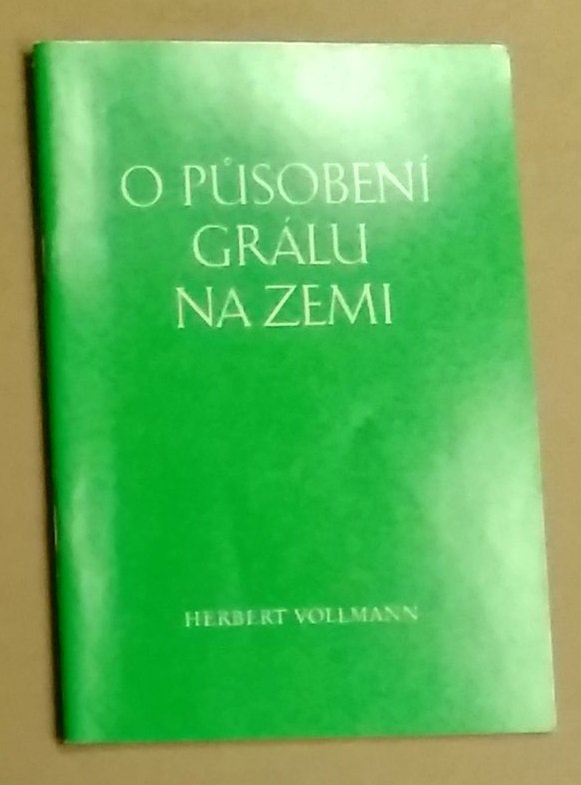 O PŮSOBENÍ
GRÁLU
NA ZEMI
HERBERT VOLLMANN